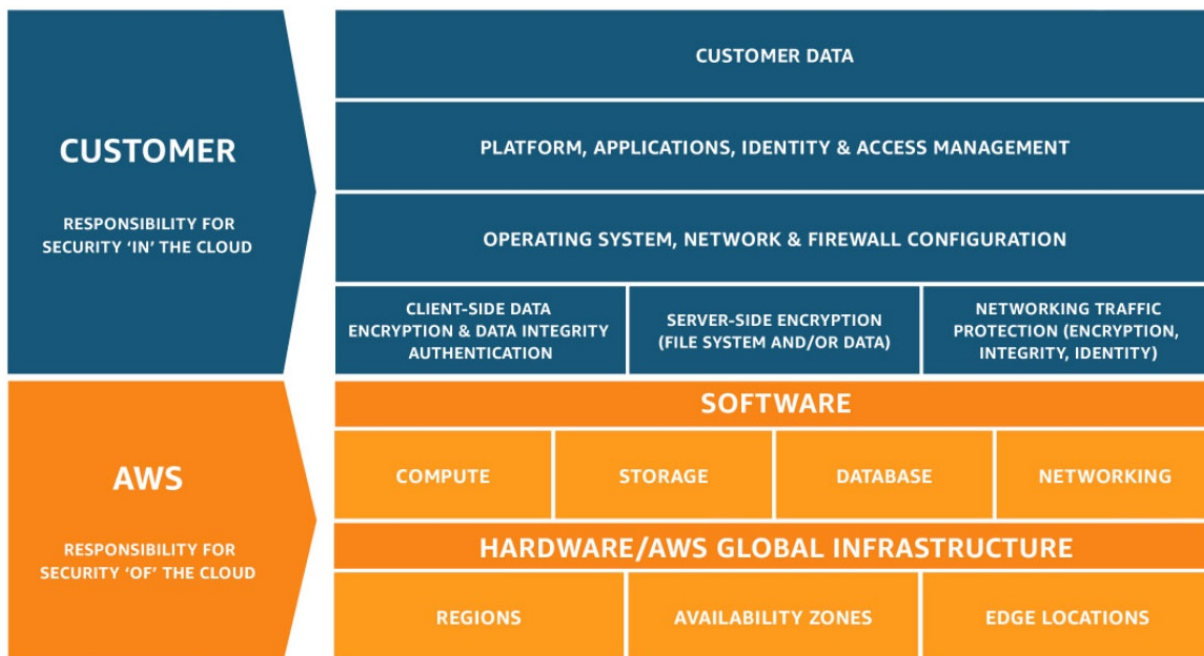 CUSTOMER
RESPONSIBILITY FOR
SECURITY ‘IN’ THE CLOUD
CUSTOMER DATA
PLATFORM, APPLICATIONS, IDENTITY & ACCESS MANAGEMENT
OPERATING SYSTEM, NETWORK & FIREWALL CONFIGURATION
CLIENT-SIDE DATA
ENCRYPTION & DATA INTEGRITY
AUTHENTICATION
SERVER-SIDE ENCRYPTION
(FILE SYSTEM AND/OR DATA)
NETWORKING TRAFFIC
PROTECTION (ENCRYPTION,
INTEGRITY, IDENTITY)
AWS
RESPONSIBILITY FOR
SECURITY ‘OF’ THE CLOUD
SOFTWARE
COMPUTE
STORAGE
DATABASE
NETWORKING
HARDWARE/AWS GLOBAL INFRASTRUCTURE
REGIONS
AVAILABILITY ZONES
EDGE LOCATIONS